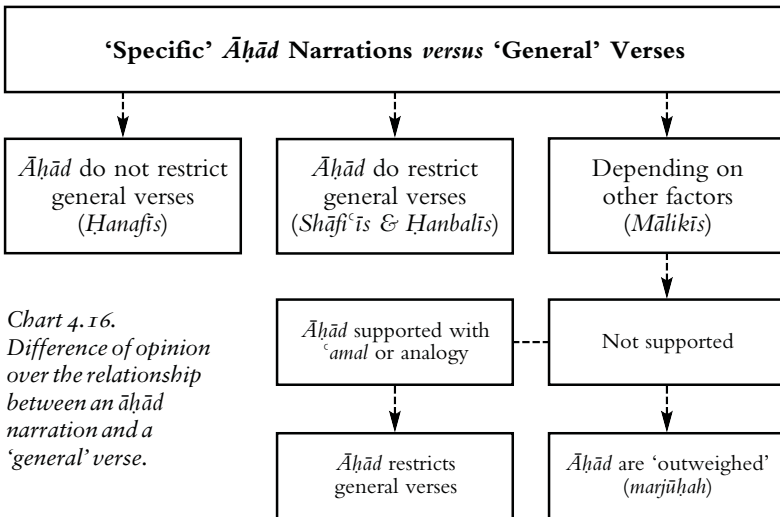 ‘Specific’ Āḥād Narrations versus ‘General’ Verses
Āḥād do not restrict
general verses
(Ḥanafīs)
Āḥād do restrict
general verses
(Shāfiʿīs & Ḥanbalīs)
Depending on
other factors
(Mālikīs)
Chart 4.16.
Difference of opinion
over the relationship
between an āḥād
narration and a
‘general’ verse.
Āḥād supported with
ʿamal or analogy
Not supported
Āḥād restricts
general verses
Āḥād are ‘outweighed’
(marjūḥah)